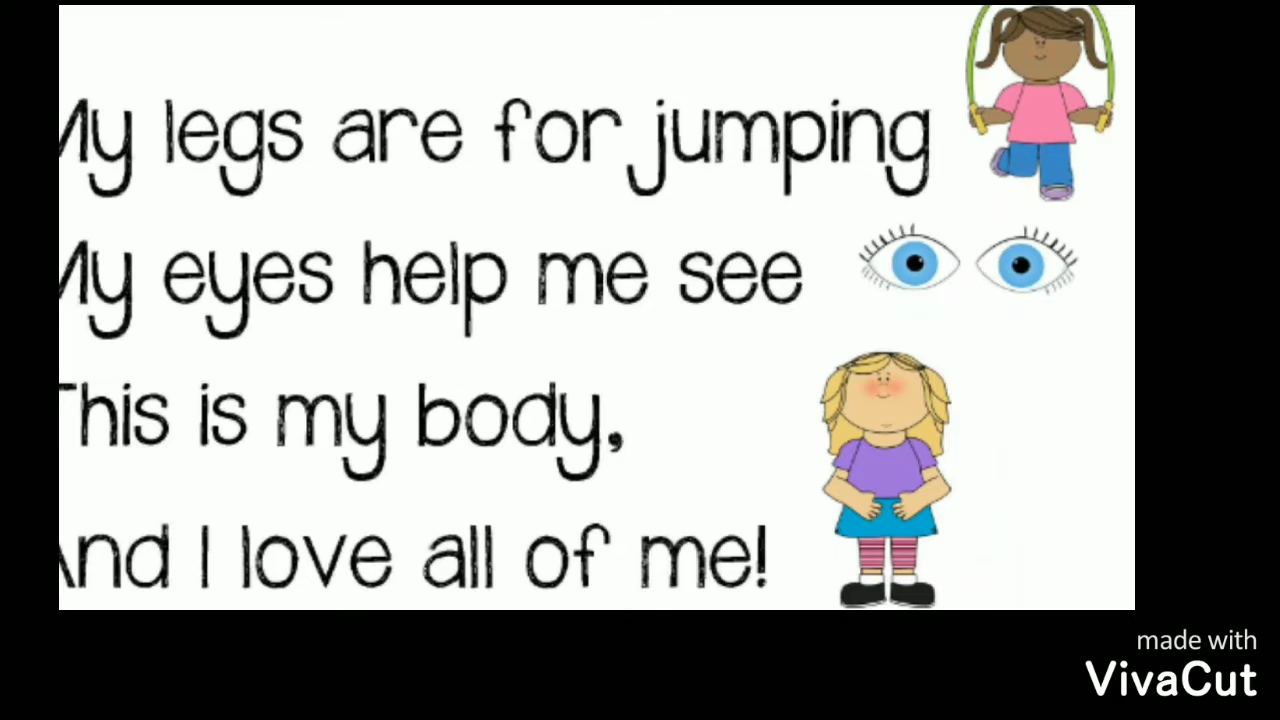 My legs are for jumping
My eyes help me see
This is my body,
And I love all of me!
made with
VivaCut